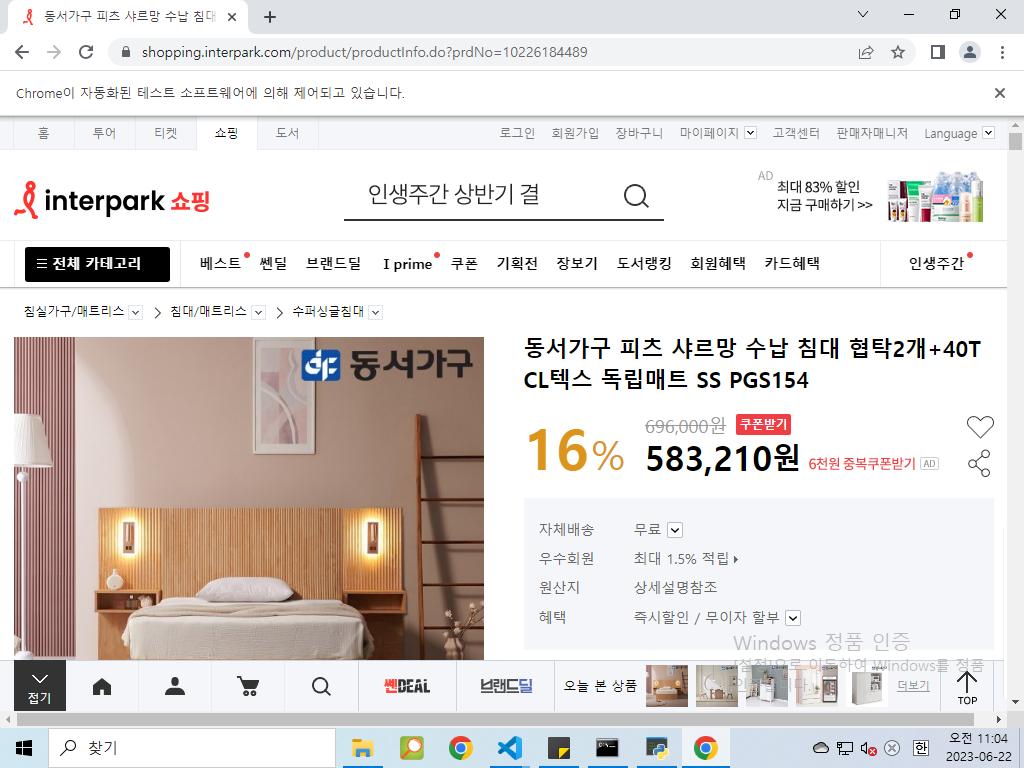 동서가구 피츠 샤르망 수납 침대
shopping.interpark.com/product/productInfo.do?prdNo=10226184489
Chrome이 자동화된 테스트 소프트웨어에 의해 제어되고 있습니다.
홈 투어 티켓 쇼핑 도서 로그인 회원가입 장바구니 마이페이지 고객센터 판매자매니저 Language
interpark 쇼핑
인생주간 상반기 결
AD 최대 83% 할인
지금 구매하기 >>
전체 카테고리 베스트 쎈딜 브랜드딜 I prime 쿠폰 기획전 장보기 도서랭킹 회원혜택 카드혜택 인생주간
침실가구/매트리스 침대/매트리스 수퍼싱글침대
동서가구
동서가구 피츠 샤르망 수납 침대 협탁2개+40T
CL텍스 독립매트 SS PGS154
16% 696,000원 쿠폰받기
583,210원 6천원 중복쿠폰받기 AD
자체배송 무료
우수회원 최대 1.5% 적립
원산지 상세설명참조
혜택 즉시할인 / 무이자 할부
Windows 정품 인증
[설정]으로 이동하여 Windows를 정품
접기 쎈DEAL 브랜드딜 오늘 본 상품 더보기 TOP
찾기 한 오전 11:04
2023-06-22